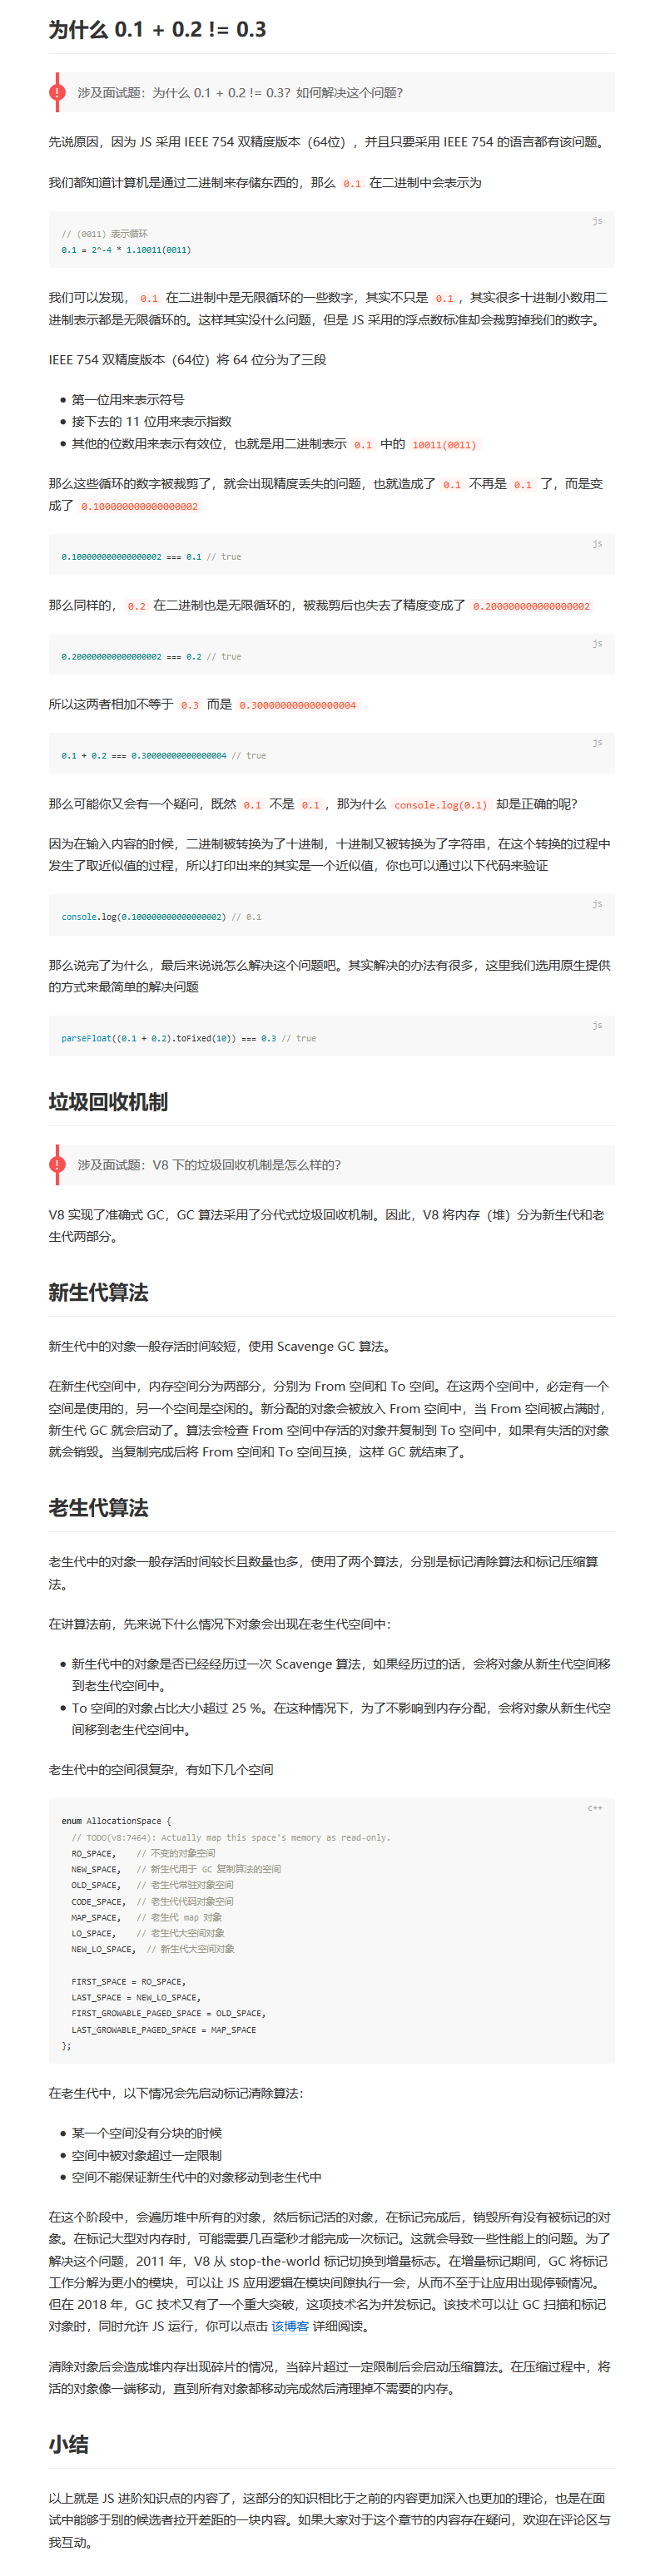 为什么 0.1 + 0.2 != 0.3
涉及面试题：为什么 0.1 + 0.2 != 0.3？如何解决这个问题？
先说原因，因为 JS 采用 IEEE 754 双精度版本（64位），并且只要采用 IEEE 754 的语言都有该问题。
我们都知道计算机是通过二进制来存储东西的，那么 0.1 在二进制中会表示为
js
// (0011) 表示循环
0.1 = 2^-4 * 1.10011(0011)
我们可以发现， 0.1 在二进制中是无限循环的一些数字，其实不只是 0.1 ，其实很多十进制小数用二
进制表示都是无限循环的。这样其实没什么问题，但是 JS 采用的浮点数标准却会裁剪掉我们的数字。
IEEE 754 双精度版本（64位）将 64 位分为了三段
• 第一位用来表示符号
• 接下去的 11 位用来表示指数
• 其他的位数用来表示有效位，也就是用二进制表示 0.1 中的 10011(0011)
那么这些循环的数字被裁剪了，就会出现精度丢失的问题，也就造成了 0.1 不再是 0.1 了，而是变
成了 0.100000000000000002
js
0.100000000000000002 === 0.1 // true
那么同样的， 0.2 在二进制也是无限循环的，被裁剪后也失去了精度变成了 0.200000000000000002
js
0.200000000000000002 === 0.2 // true
所以这两者相加不等于 0.3 而是 0.300000000000000004
js
0.1 + 0.2 === 0.30000000000000004 // true
那么可能你又会有一个疑问，既然 0.1 不是 0.1 ，那为什么 console.log(0.1) 却是正确的呢？
因为在输入内容的时候，二进制被转换为了十进制，十进制又被转换为了字符串，在这个转换的过程中
发生了取近似值的过程，所以打印出来的其实是一个近似值，你也可以通过以下代码来验证
js
console.log(0.100000000000000002) // 0.1
那么说完了为什么，最后来说说怎么解决这个问题吧。其实解决的办法有很多，这里我们选用原生提供
的方式来最简单的解决问题
js
parseFloat((0.1 + 0.2).toFixed(10)) === 0.3 // true
垃圾回收机制
涉及面试题：V8 下的垃圾回收机制是怎么样的？
V8 实现了准确式 GC，GC 算法采用了分代式垃圾回收机制。因此，V8 将内存（堆）分为新生代和老
生代两部分。
新生代算法
新生代中的对象一般存活时间较短，使用 Scavenge GC 算法。
在新生代空间中，内存空间分为两部分，分别为 From 空间和 To 空间。在这两个空间中，必定有一个
空间是使用的，另一个空间是空闲的。新分配的对象会被放入 From 空间中，当 From 空间被占满时，
新生代 GC 就会启动了。算法会检查 From 空间中存活的对象并复制到 To 空间中，如果有失活的对象
就会销毁。当复制完成后将 From 空间和 To 空间互换，这样 GC 就结束了。
老生代算法
老生代中的对象一般存活时间较长且数量也多，使用了两个算法，分别是标记清除算法和标记压缩算
法。
在讲算法前，先来说下什么情况下对象会出现在老生代空间中：
• 新生代中的对象是否已经经历过一次 Scavenge 算法，如果经历过的话，会将对象从新生代空间移
到老生代空间中。
• To 空间的对象占比大小超过 25 %。在这种情况下，为了不影响到内存分配，会将对象从新生代空
间移到老生代空间中。
老生代中的空间很复杂，有如下几个空间
c++
enum AllocationSpace {
// TODO(v8:7464): Actually map this space's memory as read-only.
RO_SPACE, // 不变的对象空间
NEW_SPACE, // 新生代用于 GC 复制算法的空间
OLD_SPACE, // 老生代常驻对象空间
CODE_SPACE, // 老生代代码对象空间
MAP_SPACE, // 老生代 map 对象
LO_SPACE, // 老生代大空间对象
NEW_LO_SPACE, // 新生代大空间对象
FIRST_SPACE = RO_SPACE,
LAST_SPACE = NEW_LO_SPACE,
FIRST_GROWABLE_PAGED_SPACE = OLD_SPACE,
LAST_GROWABLE_PAGED_SPACE = MAP_SPACE
};
在老生代中，以下情况会先启动标记清除算法：
• 某一个空间没有分块的时候
• 空间中被对象超过一定限制
• 空间不能保证新生代中的对象移动到老生代中
在这个阶段中，会遍历堆中所有的对象，然后标记活的对象，在标记完成后，销毁所有没有被标记的对
象。在标记大型对内存时，可能需要几百毫秒才能完成一次标记。这就会导致一些性能上的问题。为了
解决这个问题，2011 年，V8 从 stop-the-world 标记切换到增量标志。在增量标记期间，GC 将标记
工作分解为更小的模块，可以让 JS 应用逻辑在模块间隙执行一会，从而不至于让应用出现停顿情况。
但在 2018 年，GC 技术又有了一个重大突破，这项技术名为并发标记。该技术可以让 GC 扫描和标记
对象时，同时允许 JS 运行，你可以点击 该博客 详细阅读。
清除对象后会造成堆内存出现碎片的情况，当碎片超过一定限制后会启动压缩算法。在压缩过程中，将
活的对象像一端移动，直到所有对象都移动完成然后清理掉不需要的内存。
小结
以上就是 JS 进阶知识点的内容了，这部分的知识相比于之前的内容更加深入也更加的理论，也是在面
试中能够于别的候选者拉开差距的一块内容。如果大家对于这个章节的内容存在疑问，欢迎在评论区与
我互动。